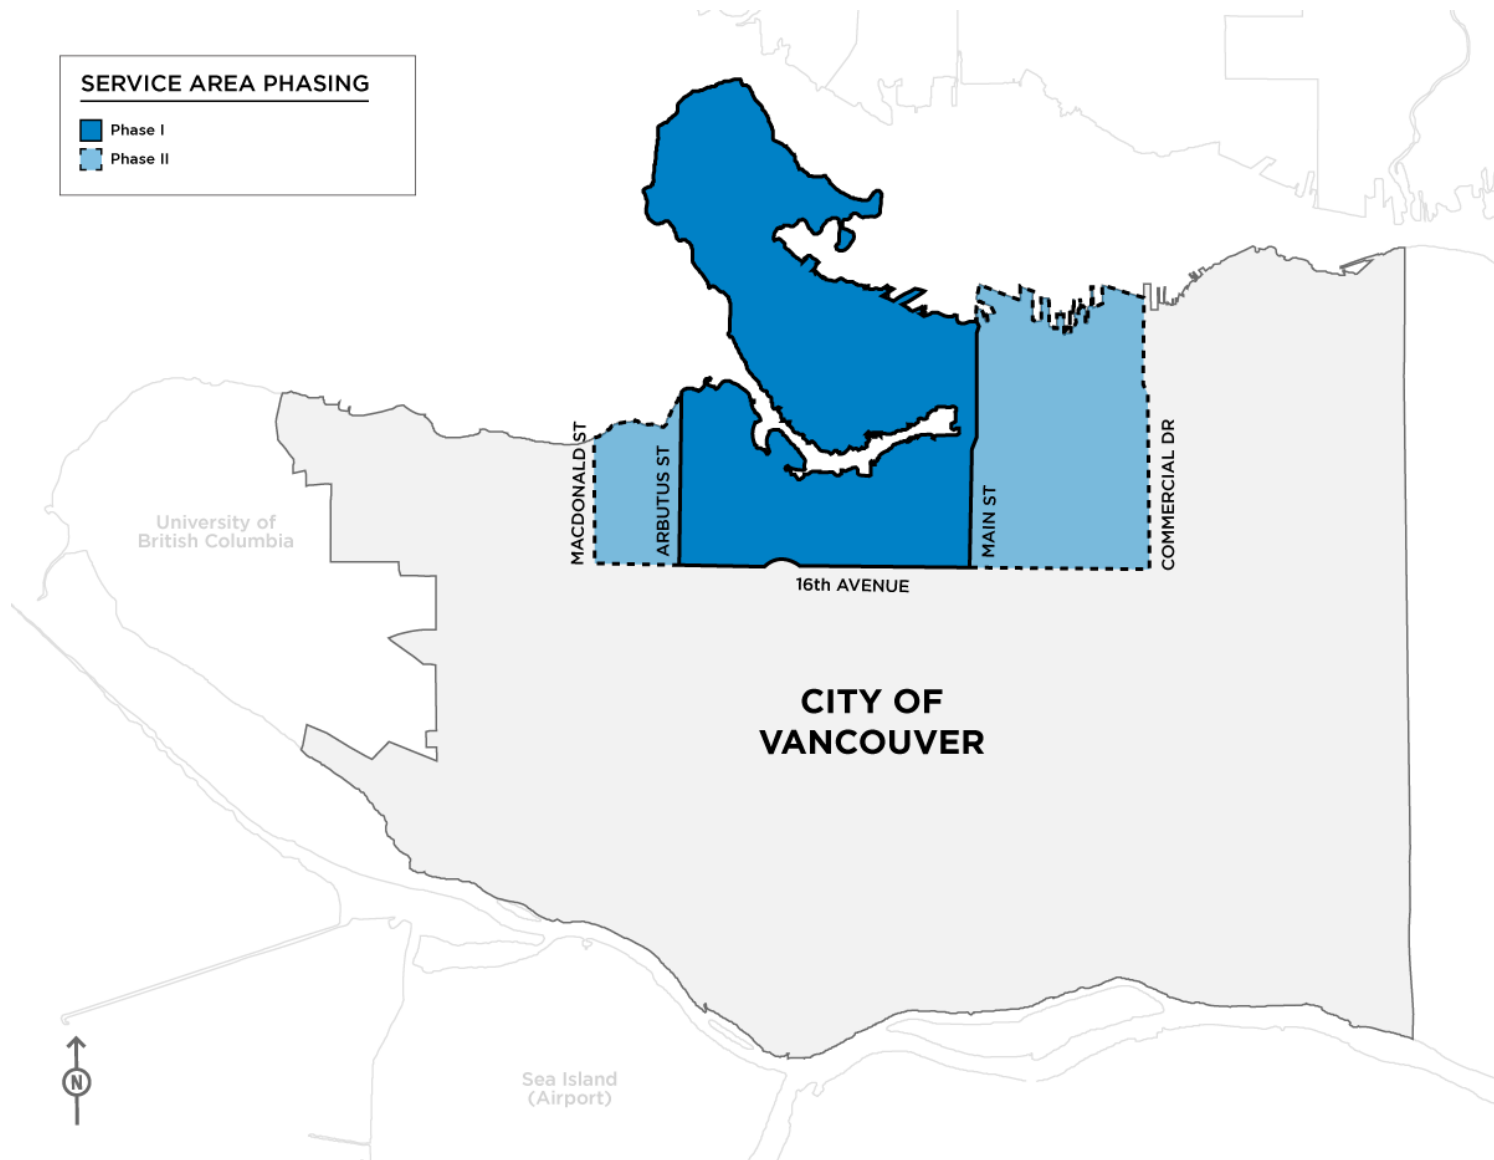 SERVICE AREA PHASING
Phase I
Phase II
MACDONALD ST
ARBUTUS ST
MAIN ST
COMMERCIAL DR
University of
British Columbia
16th AVENUE
CITY OF
VANCOUVER
N
Sea Island
(Airport)